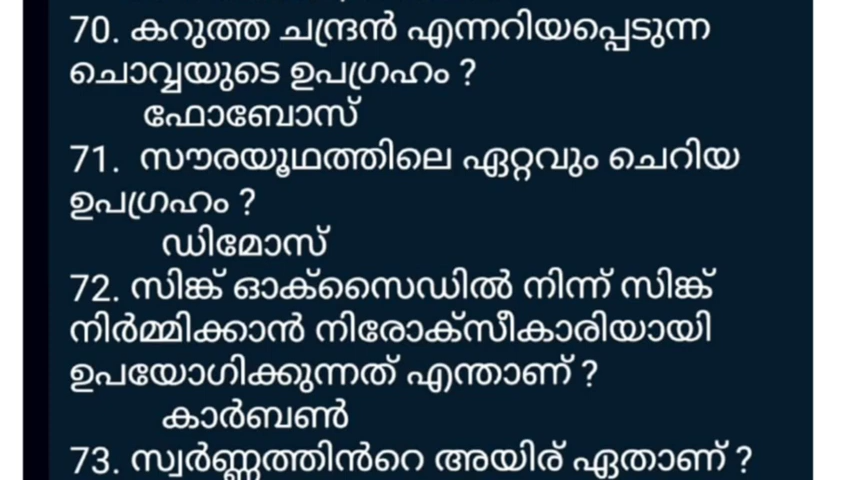 70. കറുത്ത ചന്ദ്രൻ എന്നറിയപ്പെടുന്ന
ചൊവ്വയുടെ ഉപഗ്രഹം ?
ഫോബോസ്
71. സൗരയൂഥത്തിലെ ഏറ്റവും ചെറിയ
ഉപഗ്രഹം ?
ഡിമോസ്
72. സിങ്ക് ഓക്സൈഡിൽ നിന്ന് സിങ്ക്
നിർമ്മിക്കാൻ നിരോക്സീകാരിയായി
ഉപയോഗിക്കുന്നത് എന്താണ് ?
കാർബൺ
73. സ്വർണ്ണത്തിൻറെ അയിര് ഏതാണ് ?